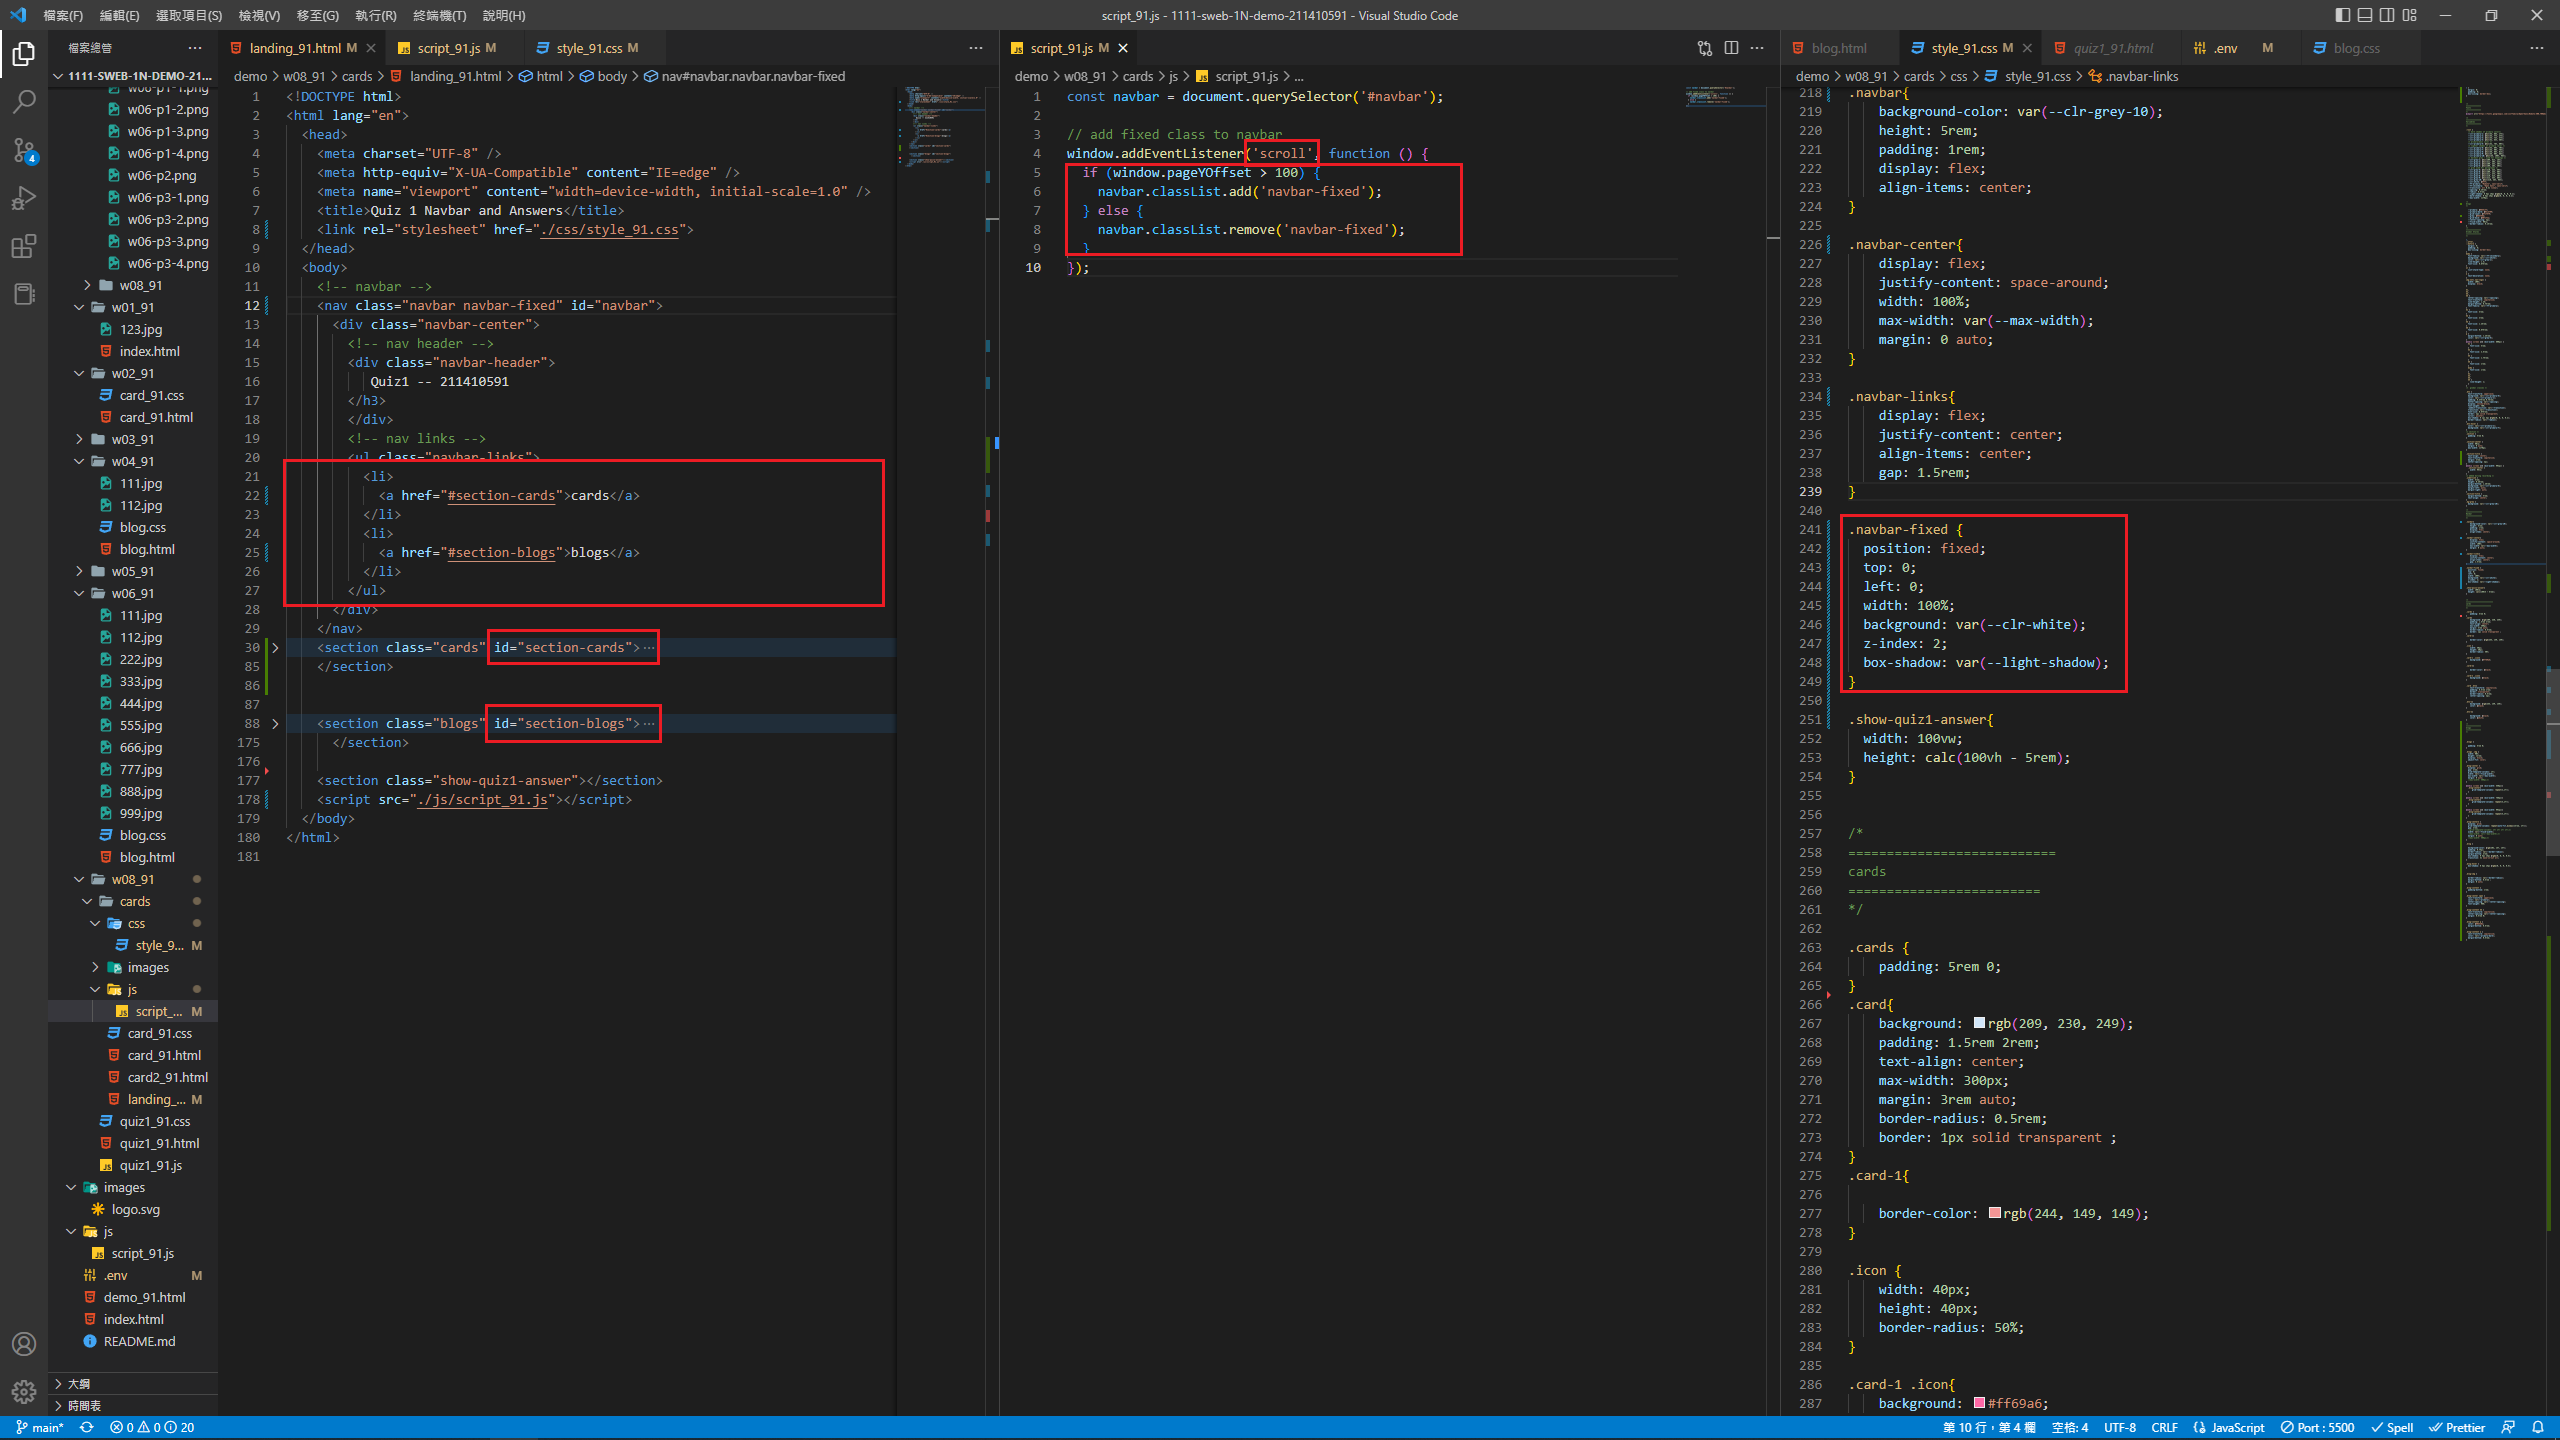 檔案(F) 編輯(E) 選取項目(S) 檢視(V) 移至(G) 執行(R) 終端機(T) 說明(H)
script_91.js - 1111-sweb-1N-demo-211410591 - Visual Studio Code
檔案總管
1111-SWEB-1N-DEMO-21...
w06-p1-1.png
w06-p1-2.png
w06-p1-3.png
w06-p1-4.png
w06-p2.png
w06-p3-1.png
w06-p3-2.png
w06-p3-3.png
w06-p3-4.png
w08_91
w01_91
123.jpg
index.html
w02_91
card_91.css
card_91.html
w03_91
w04_91
111.jpg
112.jpg
blog.css
blog.html
w05_91
w06_91
111.jpg
112.jpg
222.jpg
333.jpg
444.jpg
555.jpg
666.jpg
777.jpg
888.jpg
999.jpg
blog.css
blog.html
w08_91
cards
css
style_9... M
images
js
script_... M
card_91.css
card_91.html
card2_91.html
landing_... M
quiz1_91.css
quiz1_91.html
quiz1_91.js
images
logo.svg
js
script_91.js
.env M
demo_91.html
index.html
README.md
大綱
時間表
landing_91.html M
script_91.js M
style_91.css M
demo > w08_91 > cards > landing_91.html > html > body > nav#navbar.navbar.navbar-fixed
1 <!DOCTYPE html>
2 <html lang="en">
3 <head>
4 <meta charset="UTF-8" />
5 <meta http-equiv="X-UA-Compatible" content="IE=edge" />
6 <meta name="viewport" content="width=device-width, initial-scale=1.0" />
7 <title>Quiz 1 Navbar and Answers</title>
8 <link rel="stylesheet" href="./css/style_91.css">
9 </head>
10 <body>
11 <!-- navbar -->
12 <nav class="navbar navbar-fixed" id="navbar">
13 <div class="navbar-center">
14 <!-- nav header -->
15 <div class="navbar-header">
16 Quiz1 -- 211410591
17 </h3>
18 </div>
19 <!-- nav links -->
20 <ul class="navbar-links">
21 <li>
22 <a href="#section-cards">cards</a>
23 </li>
24 <li>
25 <a href="#section-blogs">blogs</a>
26 </li>
27 </ul>
28 </div>
29 </nav>
30 <section class="cards" id="section-cards">...
85 </section>
86
87
88 <section class="blogs" id="section-blogs">...
175 </section>
176
177 <section class="show-quiz1-answer"></section>
178 <script src="./js/script_91.js"></script>
179 </body>
180 </html>
181
script_91.js M
demo > w08_91 > cards > js > script_91.js > ...
1 const navbar = document.querySelector('#navbar');
2
3 // add fixed class to navbar
4 window.addEventListener('scroll', function () {
5 if (window.pageYOffset > 100) {
6 navbar.classList.add('navbar-fixed');
7 } else {
8 navbar.classList.remove('navbar-fixed');
9 }
10 });
blog.html
style_91.css M
quiz1_91.html
.env M
blog.css
demo > w08_91 > cards > css > style_91.css > .navbar-links
218 .navbar{
219 background-color: var(--clr-grey-10);
220 height: 5rem;
221 padding: 1rem;
222 display: flex;
223 align-items: center;
224 }
225
226 .navbar-center{
227 display: flex;
228 justify-content: space-around;
229 width: 100%;
230 max-width: var(--max-width);
231 margin: 0 auto;
232 }
233
234 .navbar-links{
235 display: flex;
236 justify-content: center;
237 align-items: center;
238 gap: 1.5rem;
239 }
240
241 .navbar-fixed {
242 position: fixed;
243 top: 0;
244 left: 0;
245 width: 100%;
246 background: var(--clr-white);
247 z-index: 2;
248 box-shadow: var(--light-shadow);
249 }
250
251 .show-quiz1-answer{
252 width: 100vw;
253 height: calc(100vh - 5rem);
254 }
255
256
257 /*
258 ===========================
259 cards
260 =========================
261 */
262
263 .cards {
264 padding: 5rem 0;
265 }
266 .card{
267 background: rgb(209, 230, 249);
268 padding: 1.5rem 2rem;
269 text-align: center;
270 max-width: 300px;
271 margin: 3rem auto;
272 border-radius: 0.5rem;
273 border: 1px solid transparent ;
274 }
275 .card-1{
276
277 border-color: rgb(244, 149, 149);
278 }
279
280 .icon {
281 width: 40px;
282 height: 40px;
283 border-radius: 50%;
284 }
285
286 .card-1 .icon{
287 background: #ff69a6;
4
main* 0 0 20
第 10 行，第 4 欄 空格: 4 UTF-8 CRLF JavaScript Port : 5500 Spell Prettier